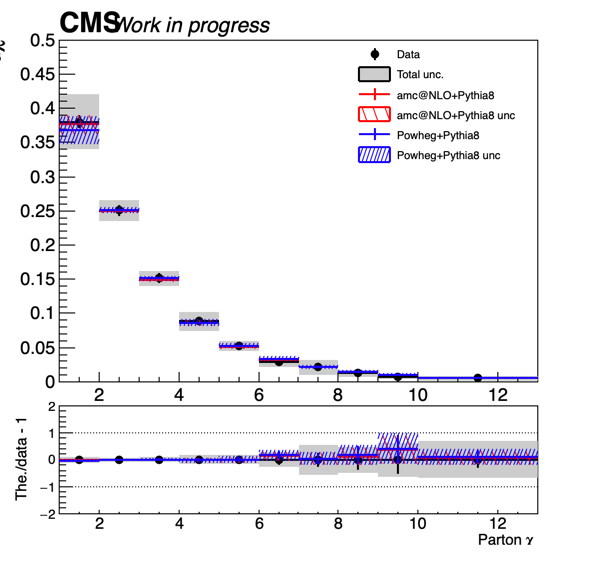 CMS Work in progress
0.5
0.45
0.4
0.35
0.3
0.25
0.2
0.15
0.1
0.05
0
Data
Total unc.
amc@NLO+Pythia8
amc@NLO+Pythia8 unc
Powheg+Pythia8
Powheg+Pythia8 unc
2 4 6 8 10 12
The./data - 1
2
1
0
−1
−2
2 4 6 8 10 12
Parton γ